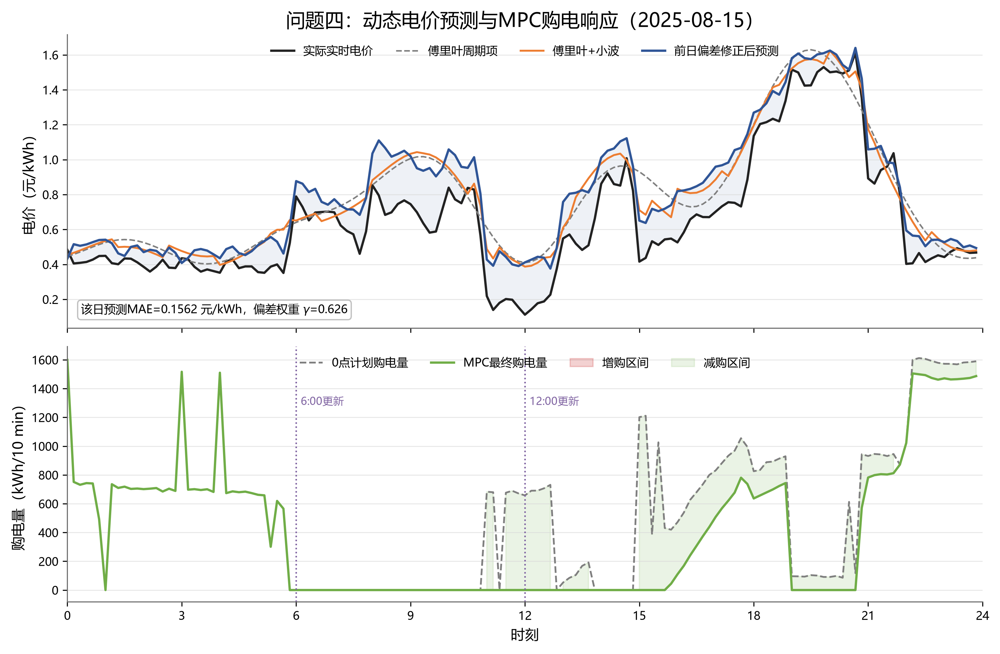 问题四：动态电价预测与MPC购电响应（2025-08-15）
实际实时电价 傅里叶周期项 傅里叶+小波 前日偏差修正后预测
电价（元/kWh）
1.6
1.4
1.2
1.0
0.8
0.6
0.4
0.2
该日预测MAE=0.1562 元/kWh，偏差权重 γ=0.626
0点计划购电量 MPC最终购电量 增购区间 减购区间
购电量（kWh/10 min）
1600
1400
1200
1000
800
600
400
200
0
6:00更新 12:00更新
0 3 6 9 12 15 18 21 24
时刻